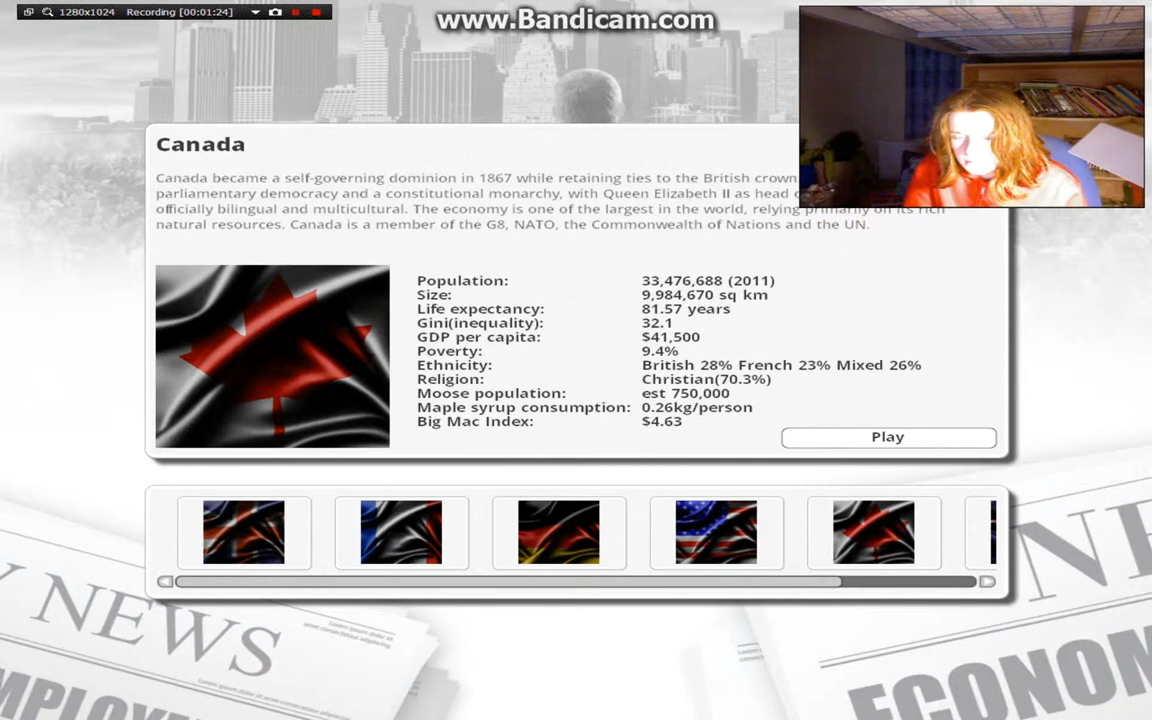 1280x1024 Recording [00:01:24]
www.Bandicam.com
Canada
Canada became a self-governing dominion in 1867 while retaining ties to the British crown.
parliamentary democracy and a constitutional monarchy, with Queen Elizabeth II as head
officially bilingual and multicultural. The economy is one of the largest in the world, relying primarily on its rich
natural resources. Canada is a member of the G8, NATO, the Commonwealth of Nations and the UN.
Population: 33,476,688 (2011)
Size: 9,984,670 sq km
Life expectancy: 81.57 years
Gini(inequality): 32.1
GDP per capita: $41,500
Poverty: 9.4%
Ethnicity: British 28% French 23% Mixed 26%
Religion: Christian(70.3%)
Moose population: est 750,000
Maple syrup consumption: 0.26kg/person
Big Mac Index: $4.63
Play
NEWS